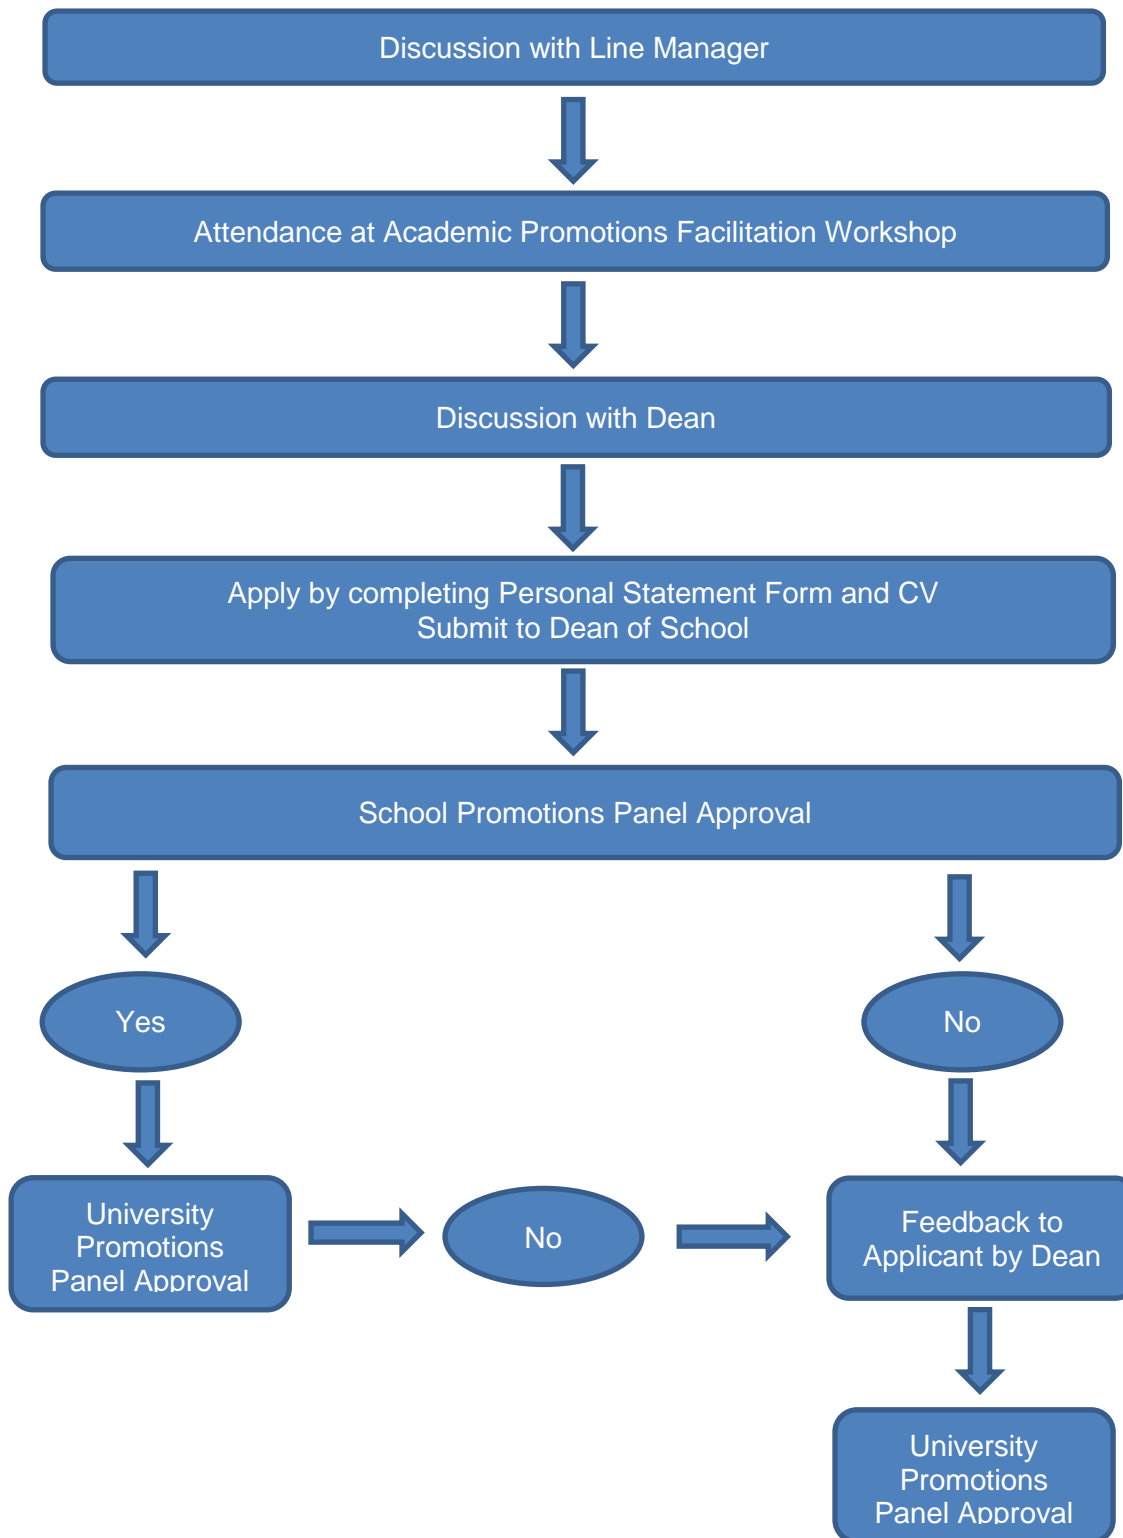 Discussion with Line Manager
Attendance at Academic Promotions Facilitation Workshop
Discussion with Dean
Apply by completing Personal Statement Form and CV
Submit to Dean of School
School Promotions Panel Approval
Yes
No
University
Promotions
Panel Approval
No
Feedback to
Applicant by Dean
University
Promotions
Panel Approval